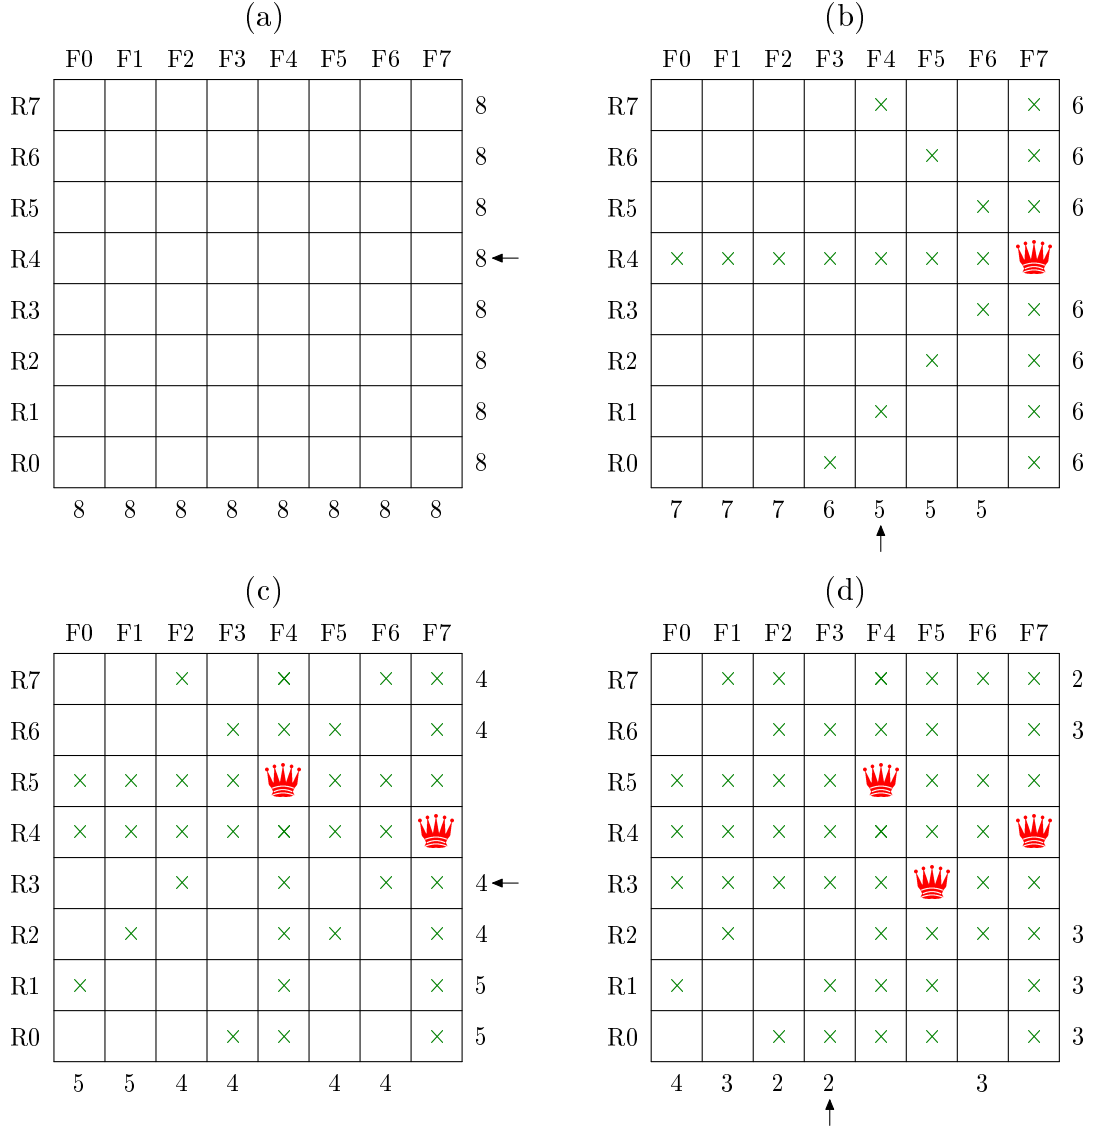 (a) (b)
F0 F1 F2 F3 F4 F5 F6 F7 F0 F1 F2 F3 F4 F5 F6 F7
R7 8 R7 6
R6 8 R6 6
R5 8 R5 6
R4 8 R4
R3 8 R3 6
R2 8 R2 6
R1 8 R1 6
R0 8 R0 6
8 8 8 8 8 8 8 8 7 7 7 6 5 5 5
(c) (d)
F0 F1 F2 F3 F4 F5 F6 F7 F0 F1 F2 F3 F4 F5 F6 F7
R7 4 R7 2
R6 4 R6 3
R5 R5
R4 R4
R3 4 R3
R2 4 R2 3
R1 5 R1 3
R0 5 R0 3
5 5 4 4 4 4 4 3 2 2 3